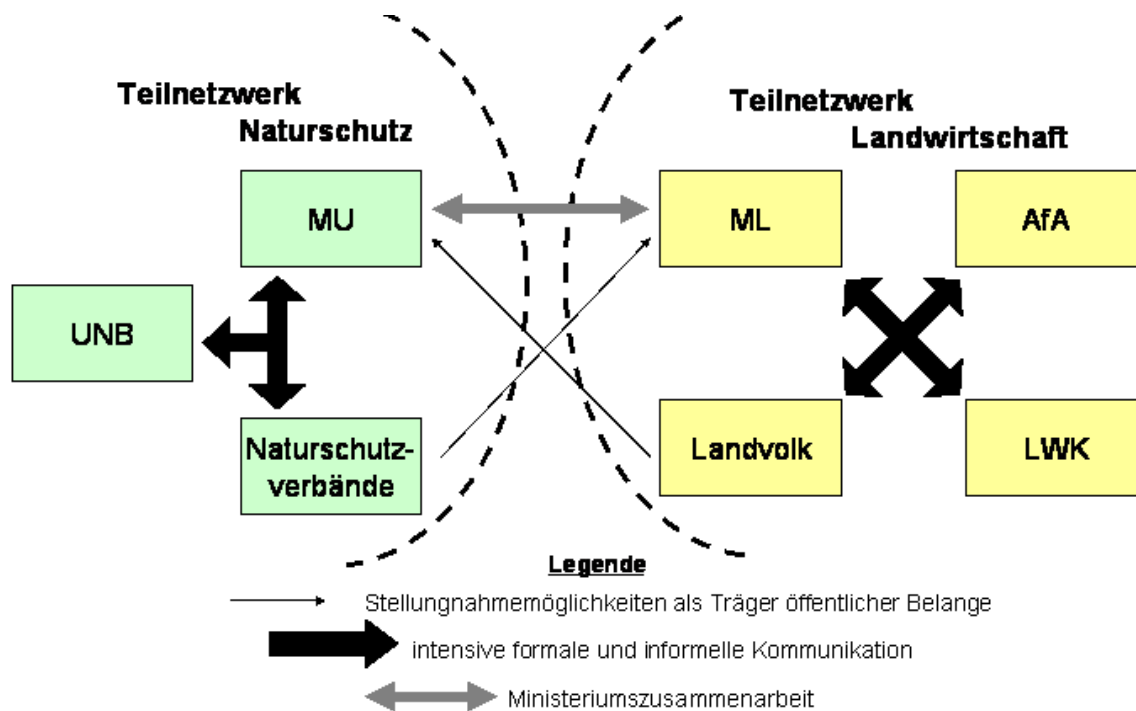 Teilnetzwerk
Naturschutz
Teilnetzwerk
Landwirtschaft
MU
ML
AfA
UNB
Naturschutz-
verbände
Landvolk
LWK
Legende
Stellungnahmemöglichkeiten als Träger öffentlicher Belange
intensive formale und informelle Kommunikation
Ministeriumszusammenarbeit